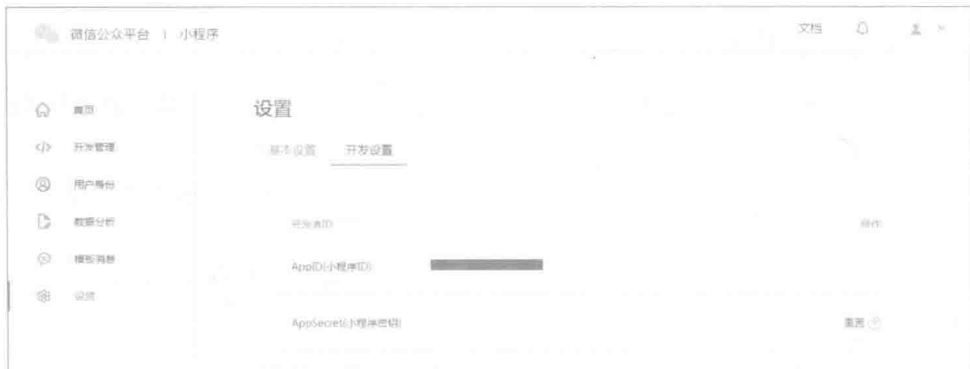 微信公众平台 | 小程序
文档
首页
开发管理
用户身份
数据分析
模板消息
设置
设置
基本设置 开发设置
开发者ID 操作
AppID(小程序ID)
AppSecret(小程序密钥) 重置